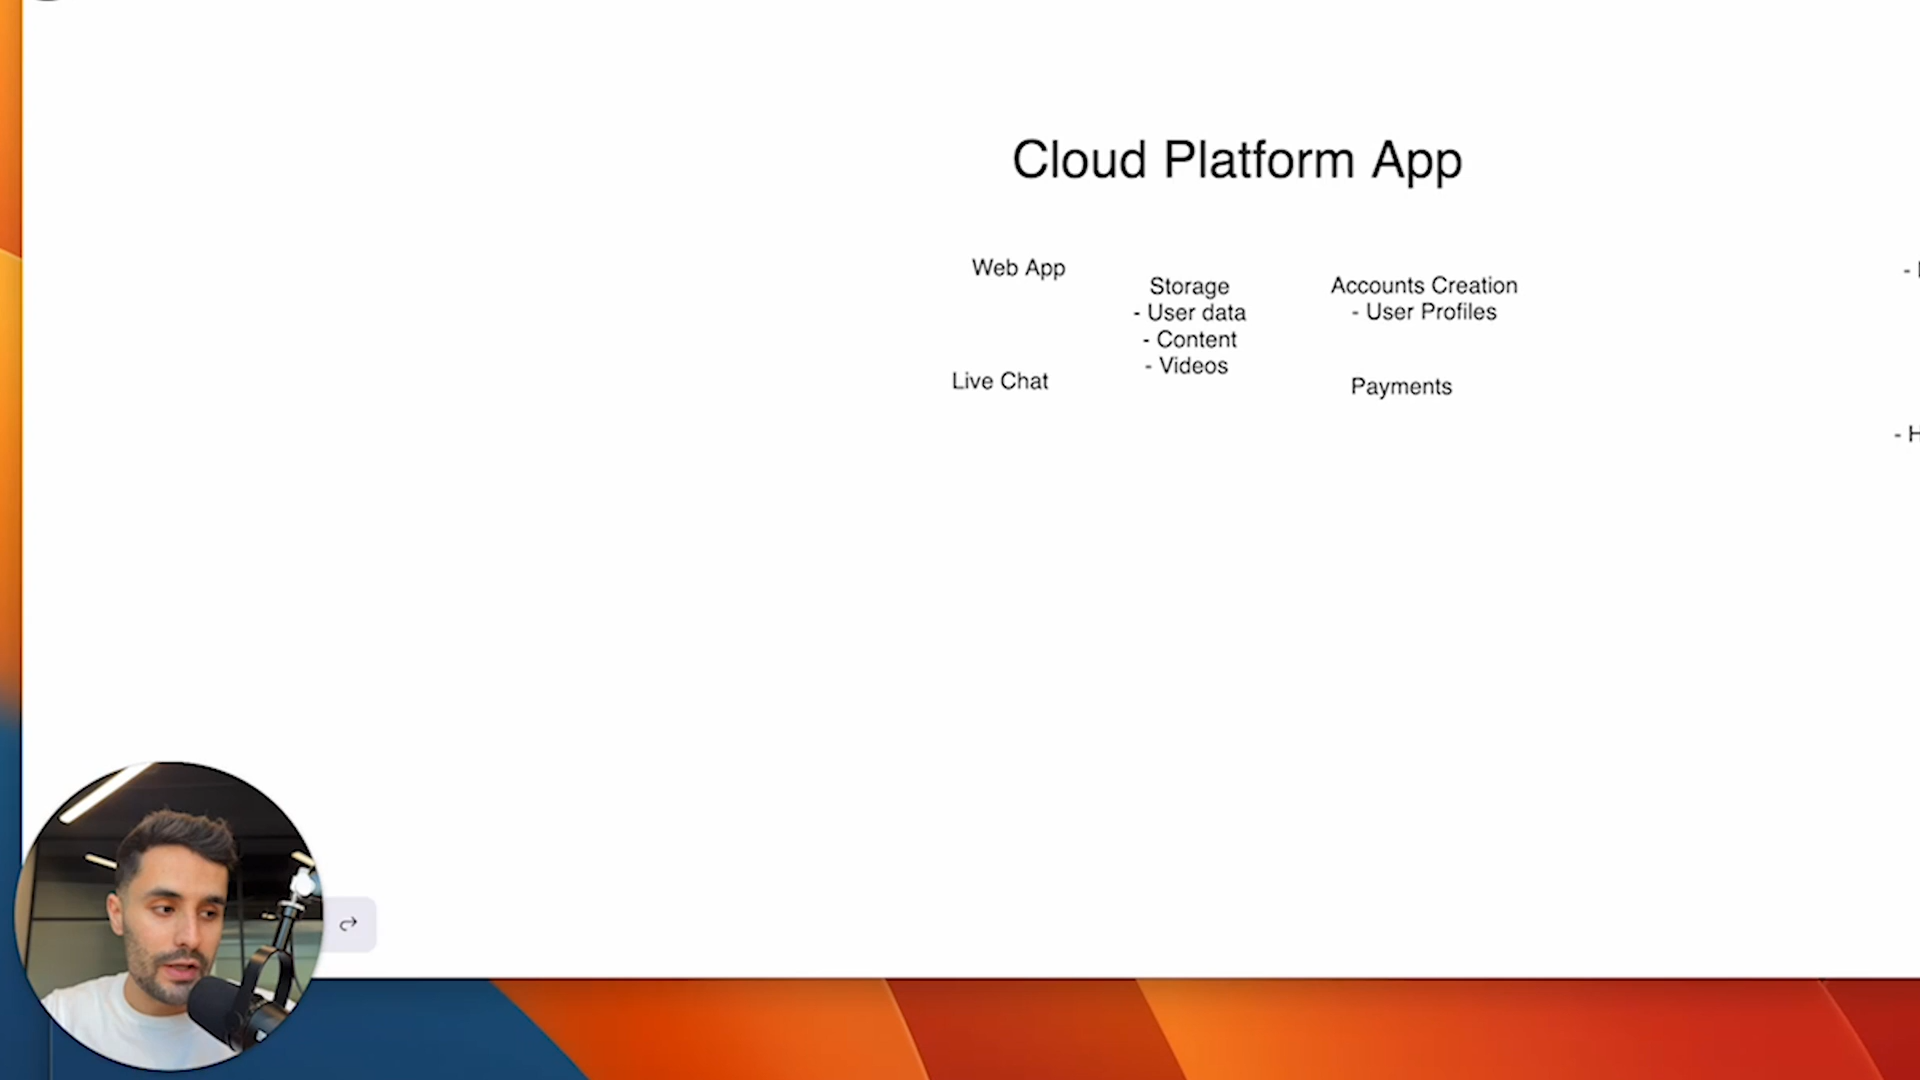 Cloud Platform App
Web App
Storage
- User data
- Content
- Videos
Accounts Creation
- User Profiles
Live Chat
Payments